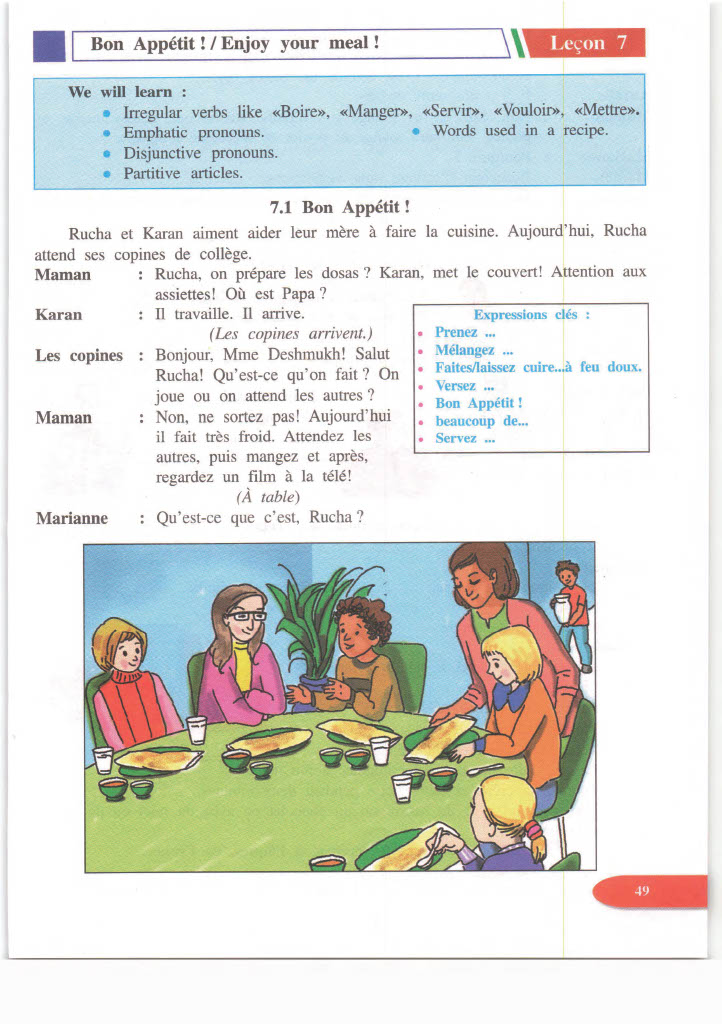 Bon Appétit ! / Enjoy your meal !
Leçon 7
We will learn :
• Irregular verbs like «Boire», «Manger», «Servir», «Vouloir», «Mettre».
• Emphatic pronouns.
• Words used in a recipe.
• Disjunctive pronouns.
• Partitive articles.
7.1 Bon Appétit !
Rucha et Karan aiment aider leur mère à faire la cuisine. Aujourd'hui, Rucha
attend ses copines de collège.
Maman : Rucha, on prépare les dosas ? Karan, met le couvert! Attention aux
assiettes! Où est Papa ?
Karan : Il travaille. Il arrive.
(Les copines arrivent.)
Les copines : Bonjour, Mme Deshmukh! Salut
Rucha! Qu'est-ce qu'on fait ? On
joue ou on attend les autres ?
Maman : Non, ne sortez pas! Aujourd'hui
il fait très froid. Attendez les
autres, puis mangez et après,
regardez un film à la télé!
(À table)
Marianne : Qu'est-ce que c'est, Rucha ?
Expressions clés :
• Prenez ...
• Mélangez ...
• Faites/laissez cuire...à feu doux.
• Versez ...
• Bon Appétit !
• beaucoup de...
• Servez ...
49